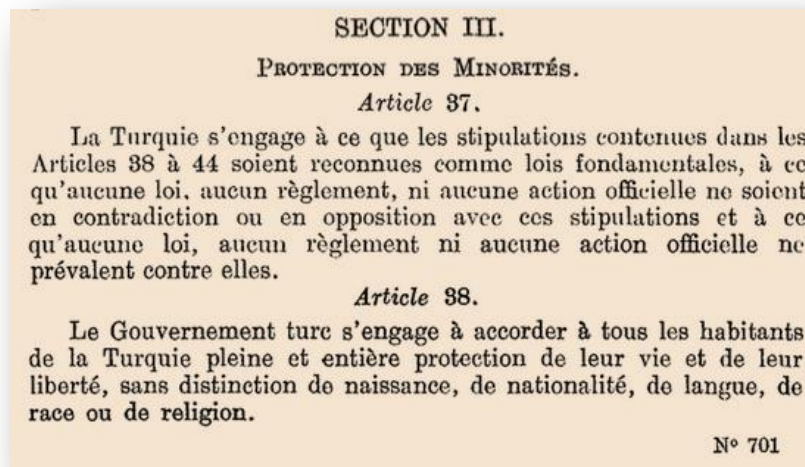 SECTION III.
PROTECTION DES MINORITÉS.
Article 37.
La Turquie s'engage à ce que les stipulations contenues dans les
Articles 38 à 44 soient reconnues comme lois fondamentales, à ce
qu'aucune loi, aucun règlement, ni aucune action officielle ne soient
en contradiction ou en opposition avec ces stipulations et à ce
qu'aucune loi, aucun règlement ni aucune action officielle ne
prévalent contre elles.
Article 38.
Le Gouvernement turc s'engage à accorder à tous les habitants
de la Turquie pleine et entière protection de leur vie et de leur
liberté, sans distinction de naissance, de nationalité, de langue, de
race ou de religion.
Nº 701